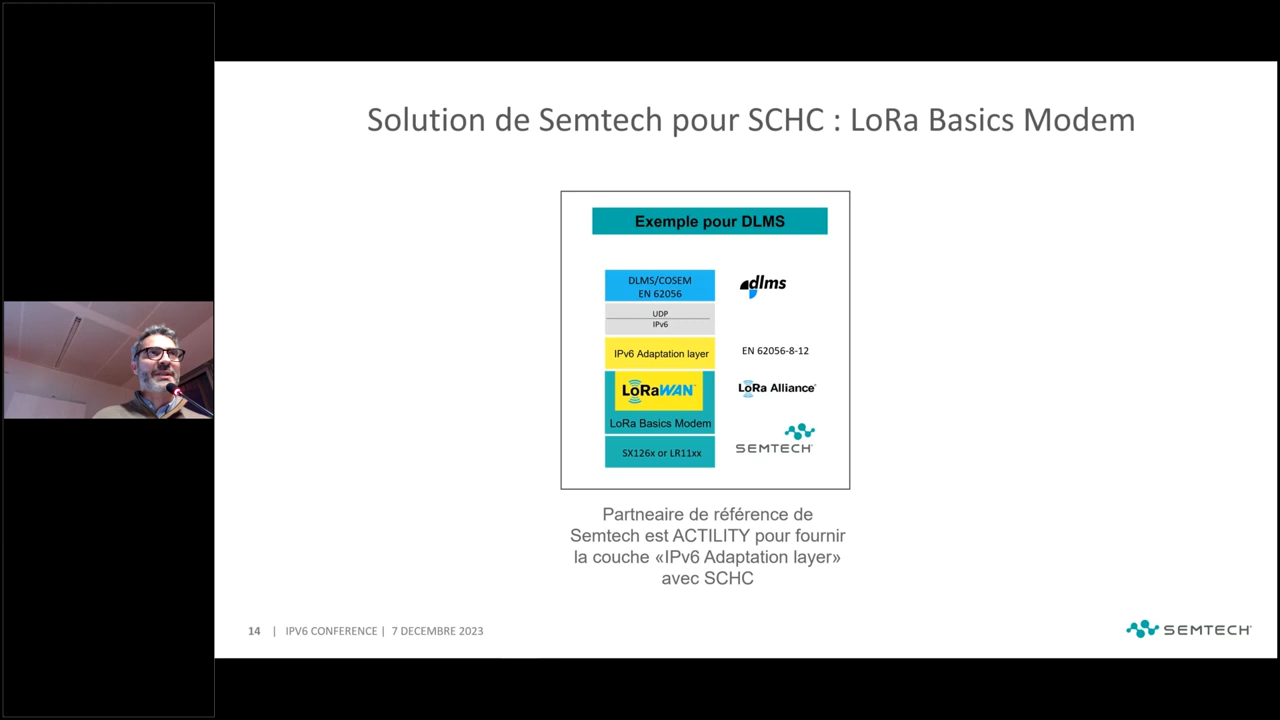 Solution de Semtech pour SCHC : LoRa Basics Modem
Exemple pour DLMS
DLMS/COSEM
EN 62056
dlms
UDP
IPv6
IPv6 Adaptation layer
EN 62056-8-12
LoRaWAN
LoRa Alliance
LoRa Basics Modem
SEMTECH
SX126x or LR11xx
Partneaire de référence de
Semtech est ACTILITY pour fournir
la couche «IPv6 Adaptation layer»
avec SCHC
14 | IPV6 CONFERENCE | 7 DECEMBRE 2023
SEMTECH